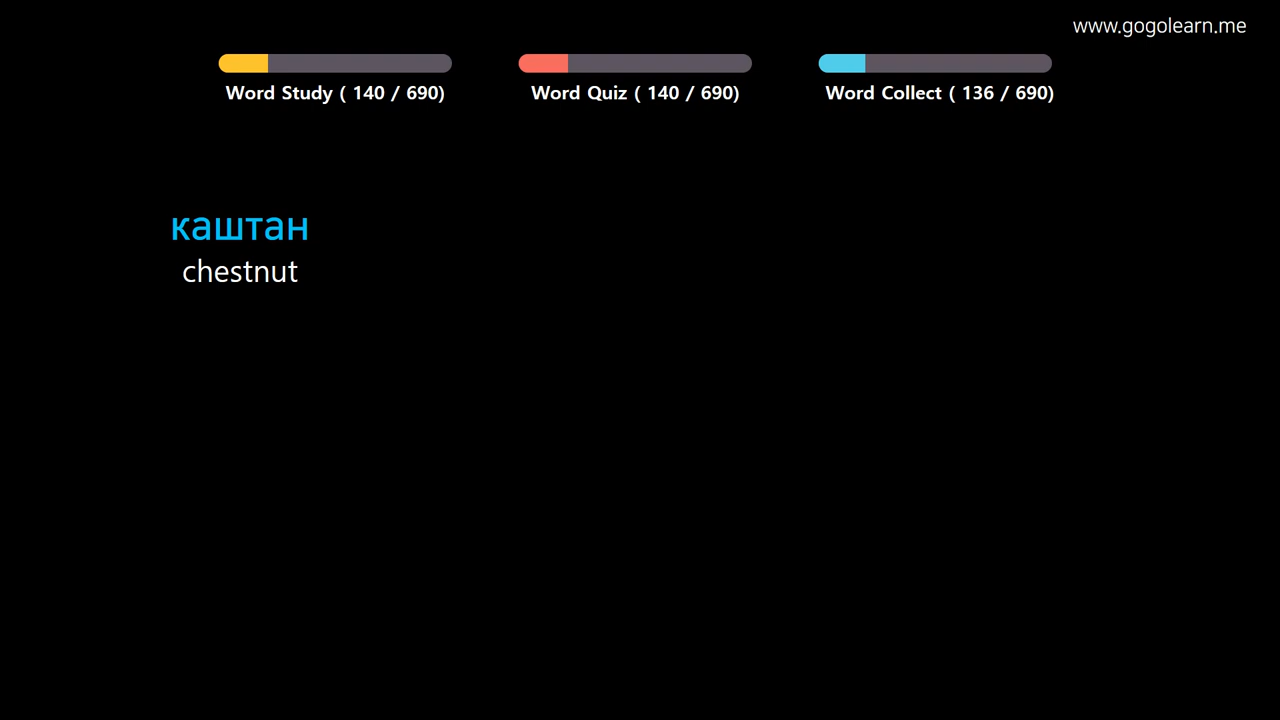 www.gogolearn.me
Word Study ( 140 / 690)
Word Quiz ( 140 / 690)
Word Collect ( 136 / 690)
каштан
chestnut